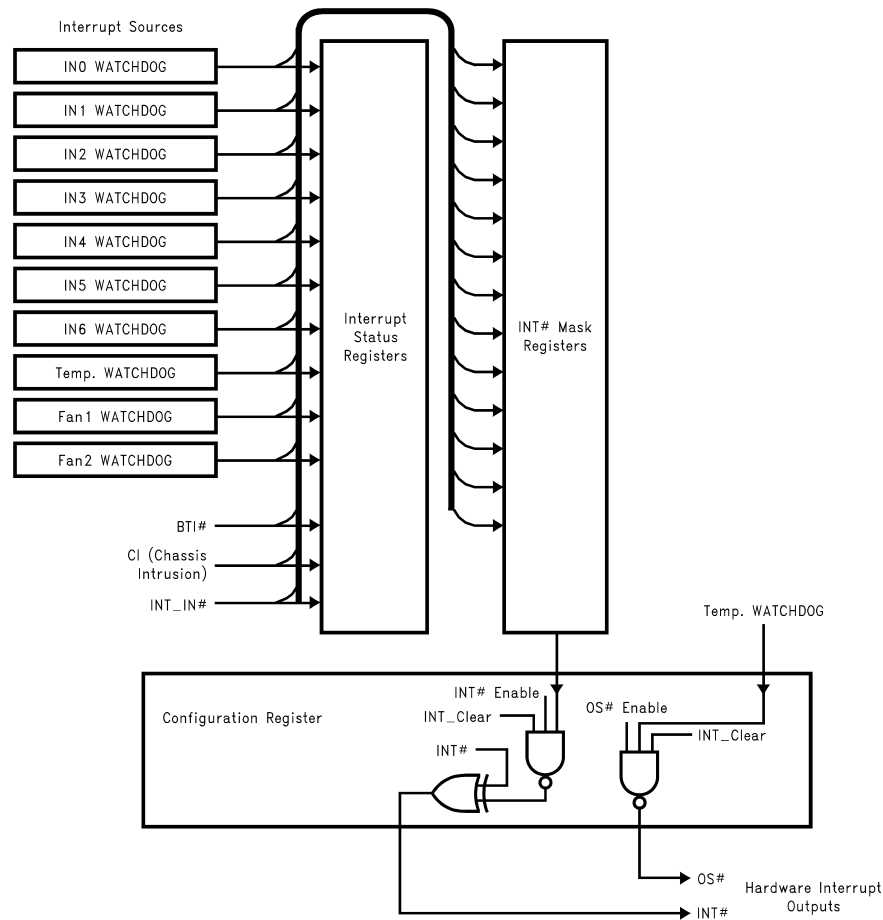 Interrupt Sources
IN0 WATCHDOG
IN1 WATCHDOG
IN2 WATCHDOG
IN3 WATCHDOG
IN4 WATCHDOG
IN5 WATCHDOG
IN6 WATCHDOG
Temp. WATCHDOG
Fan1 WATCHDOG
Fan2 WATCHDOG
BTI#
CI (Chassis
Intrusion)
INT_IN#
Interrupt
Status
Registers
INT# Mask
Registers
Temp. WATCHDOG
Configuration Register
INT# Enable
INT_Clear
INT#
OS# Enable
INT_Clear
OS#
INT#
Hardware Interrupt
Outputs